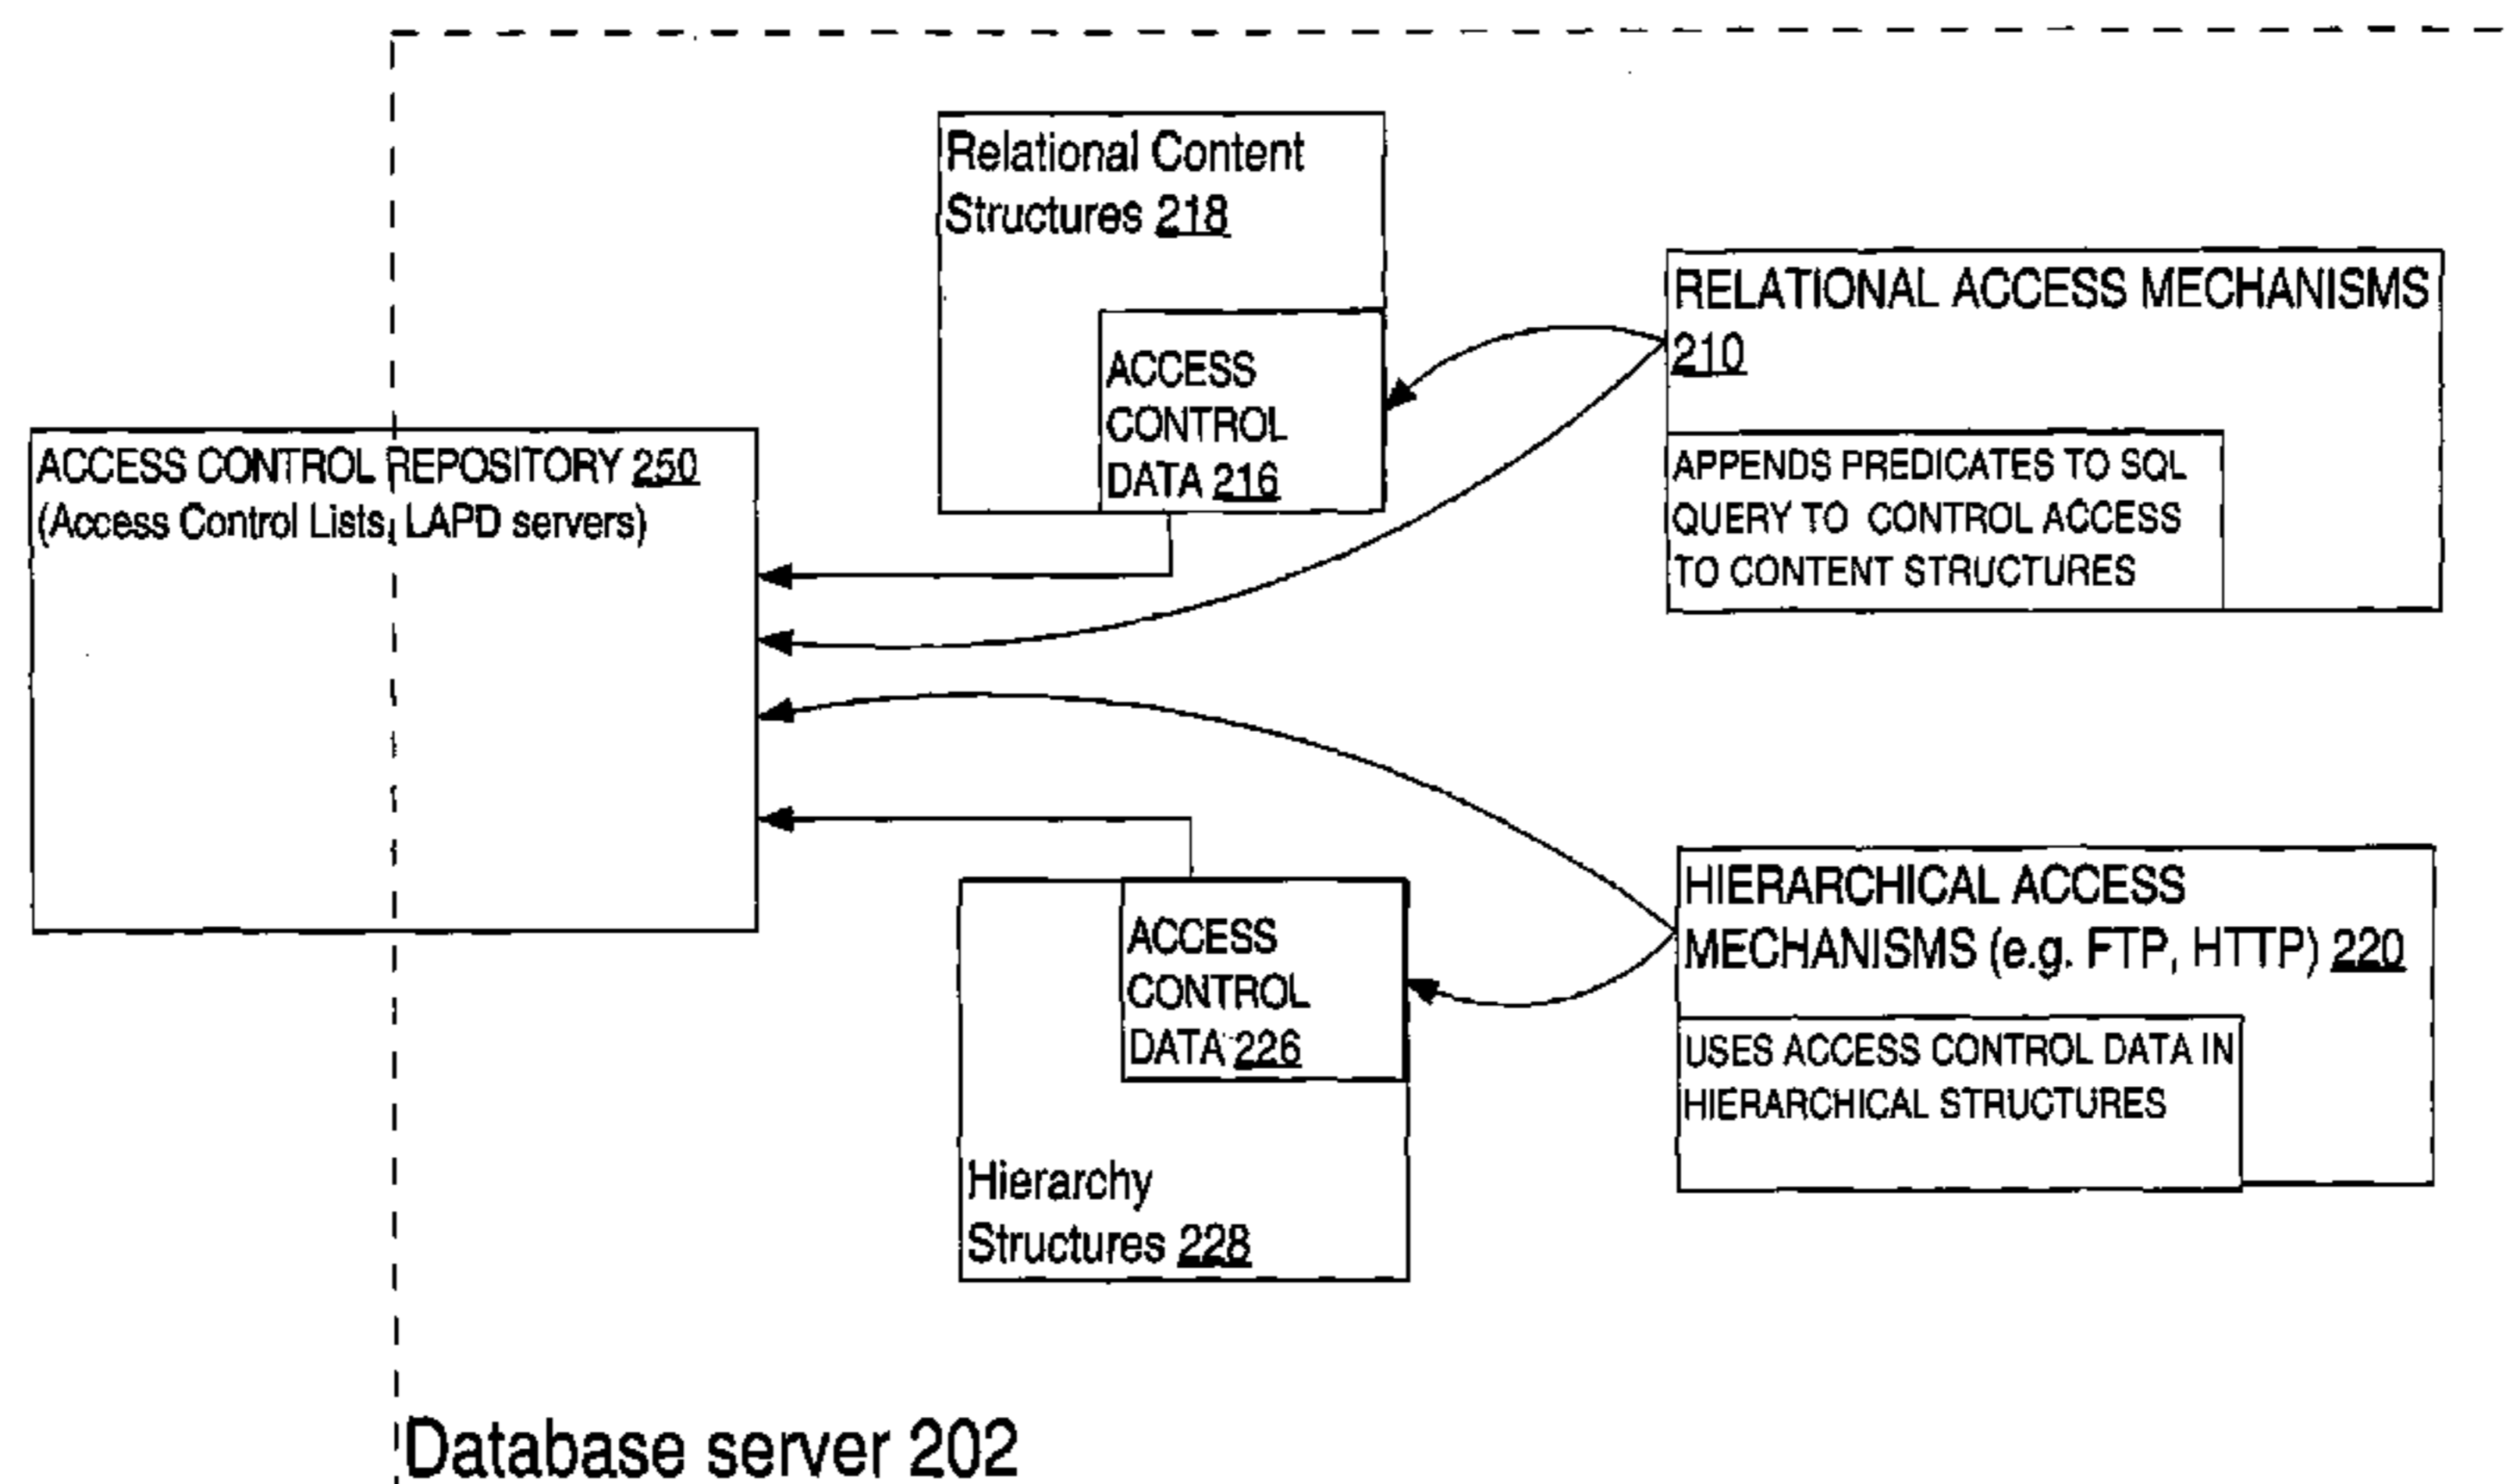 Relational Content
Structures 218
ACCESS
CONTROL
DATA 216
RELATIONAL ACCESS MECHANISMS
210
APPENDS PREDICATES TO SQL
QUERY TO CONTROL ACCESS
TO CONTENT STRUCTURES
ACCESS CONTROL REPOSITORY 250
(Access Control Lists, LAPD servers)
HIERARCHICAL ACCESS
MECHANISMS (e.g. FTP, HTTP) 220
USES ACCESS CONTROL DATA IN
HIERARCHICAL STRUCTURES
ACCESS
CONTROL
DATA 226
Hierarchy
Structures 228
Database server 202